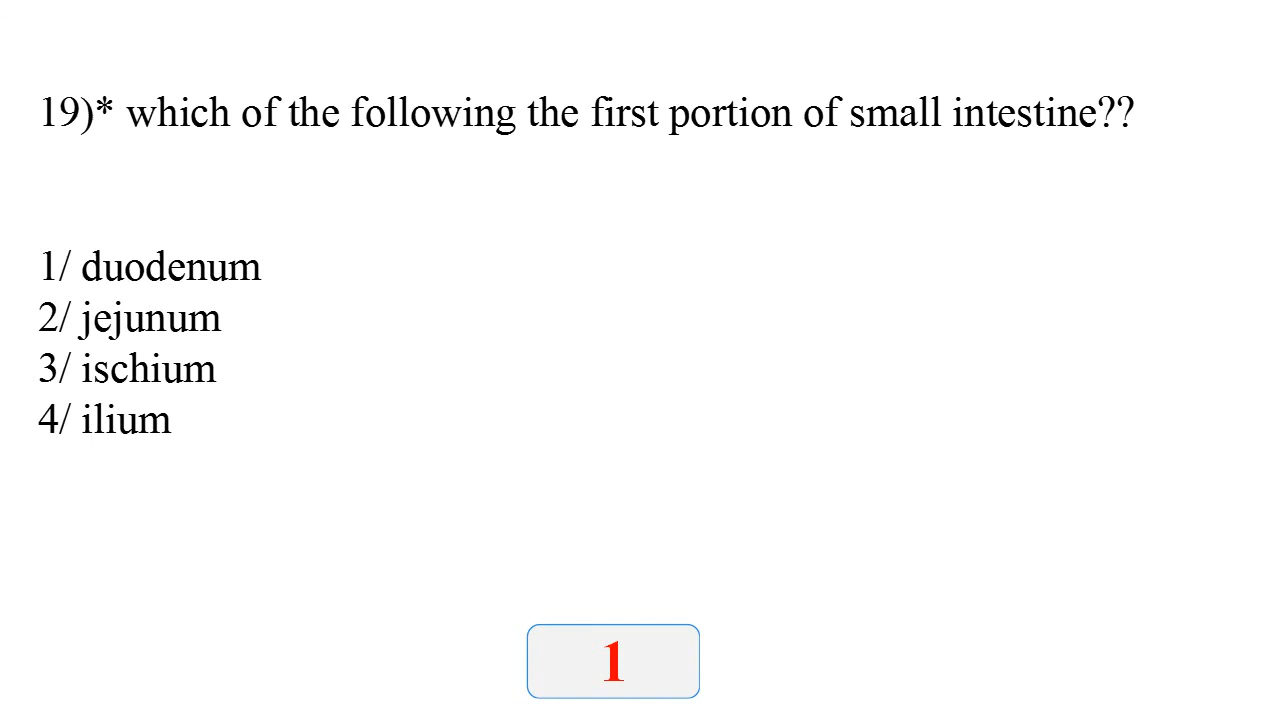 19)* which of the following the first portion of small intestine??
1/ duodenum
2/ jejunum
3/ ischium
4/ ilium
1